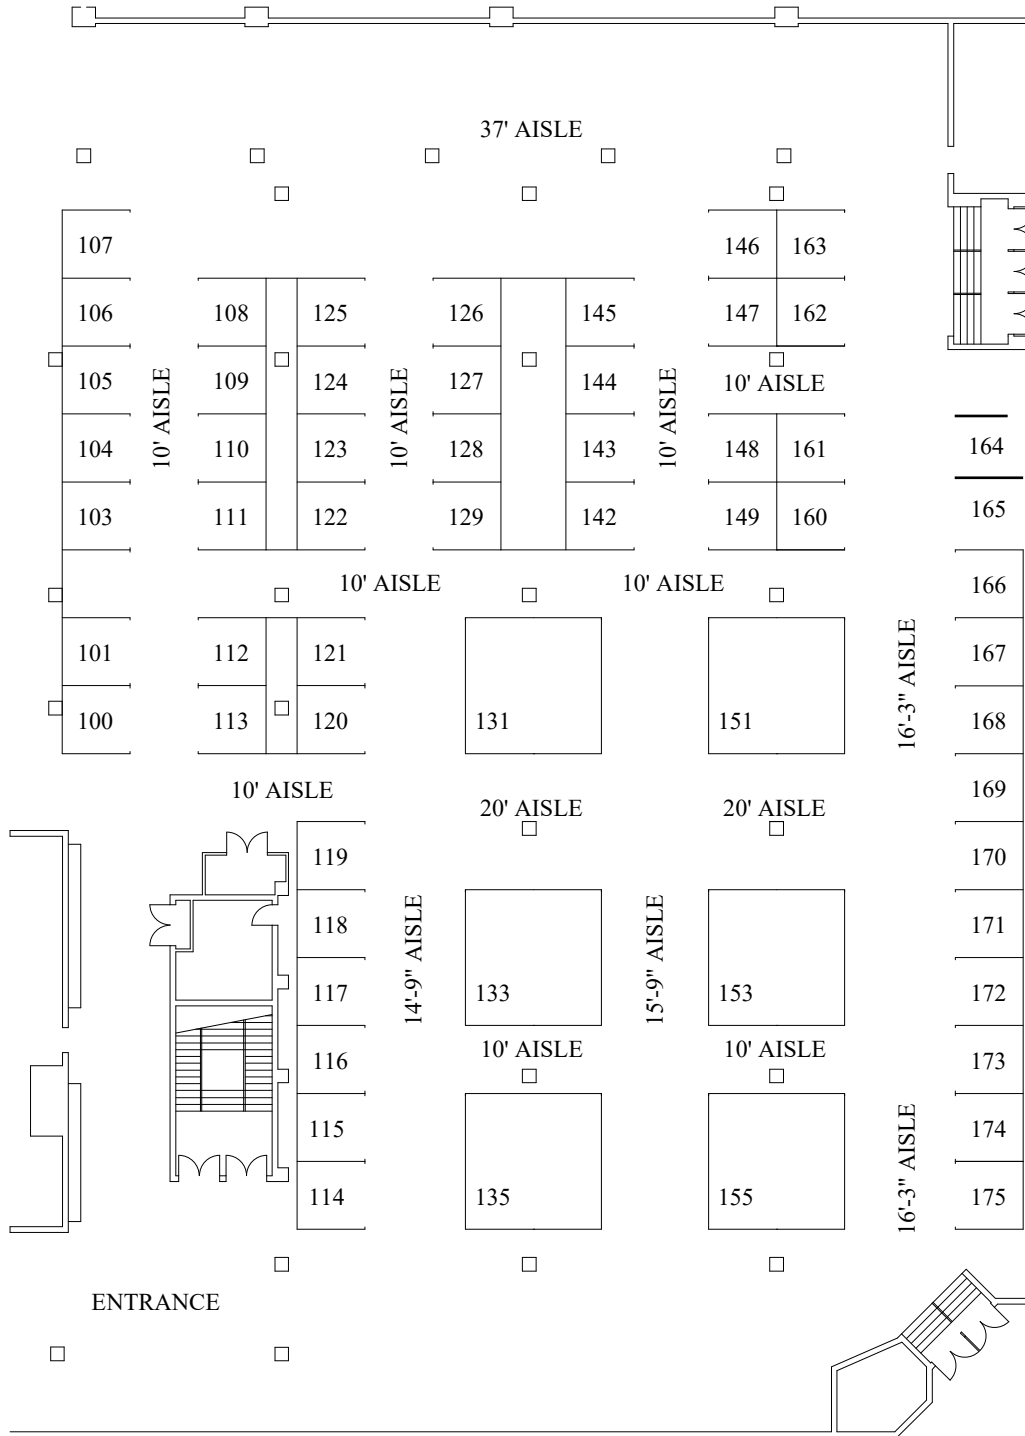 37' AISLE
107
146 163
106 108 125 126 145 147 162
105 109 124 127 144
10' AISLE
10' AISLE
10' AISLE
10' AISLE
104 110 123 128 143 148 161 164
103 111 122 129 142 149 160 165
10' AISLE 10' AISLE
166
101 112 121 167
16'-3" AISLE
100 113 120 131 151 168
10' AISLE 169
20' AISLE 20' AISLE
119 170
118 171
14'-9" AISLE
15'-9" AISLE
117 133 153 172
10' AISLE 10' AISLE
116 173
115 174
16'-3" AISLE
114 135 155 175
ENTRANCE